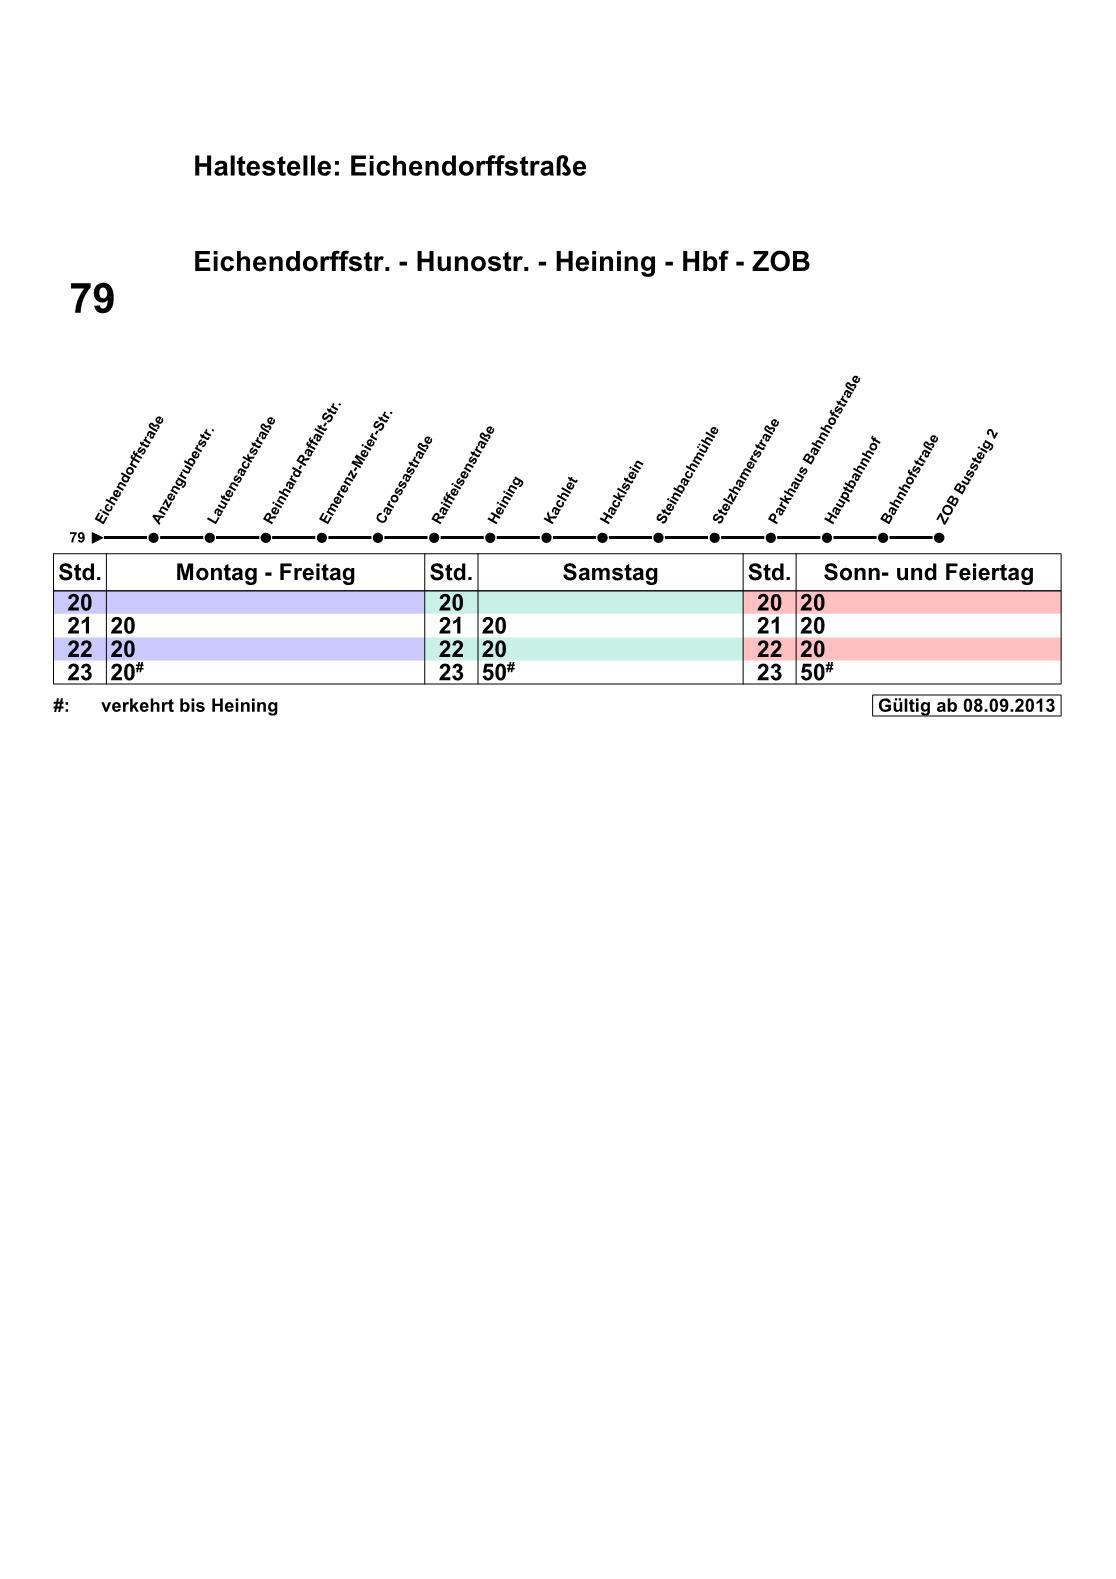 Haltestelle: Eichendorffstraße
Eichendorffstr. - Hunostr. - Heining - Hbf - ZOB
79
Eichendorffstraße
Anzengruberstr.
Lautensackstraße
Reinhard-Raffalt-Str.
Emerenz-Meier-Str.
Carossastraße
Raiffeisenstraße
Heining
Kachlet
Hacklstein
Steinbachmühle
Stelzhamerstraße
Parkhaus Bahnhofstraße
Hauptbahnhof
Bahnhofstraße
ZOB Bussteig 2
79
Std. Montag - Freitag Std. Samstag Std. Sonn- und Feiertag
20 20 20 20
21 20 21 20 21 20
22 20 22 20 22 20
23 20# 23 50# 23 50#
#: verkehrt bis Heining Gültig ab 08.09.2013